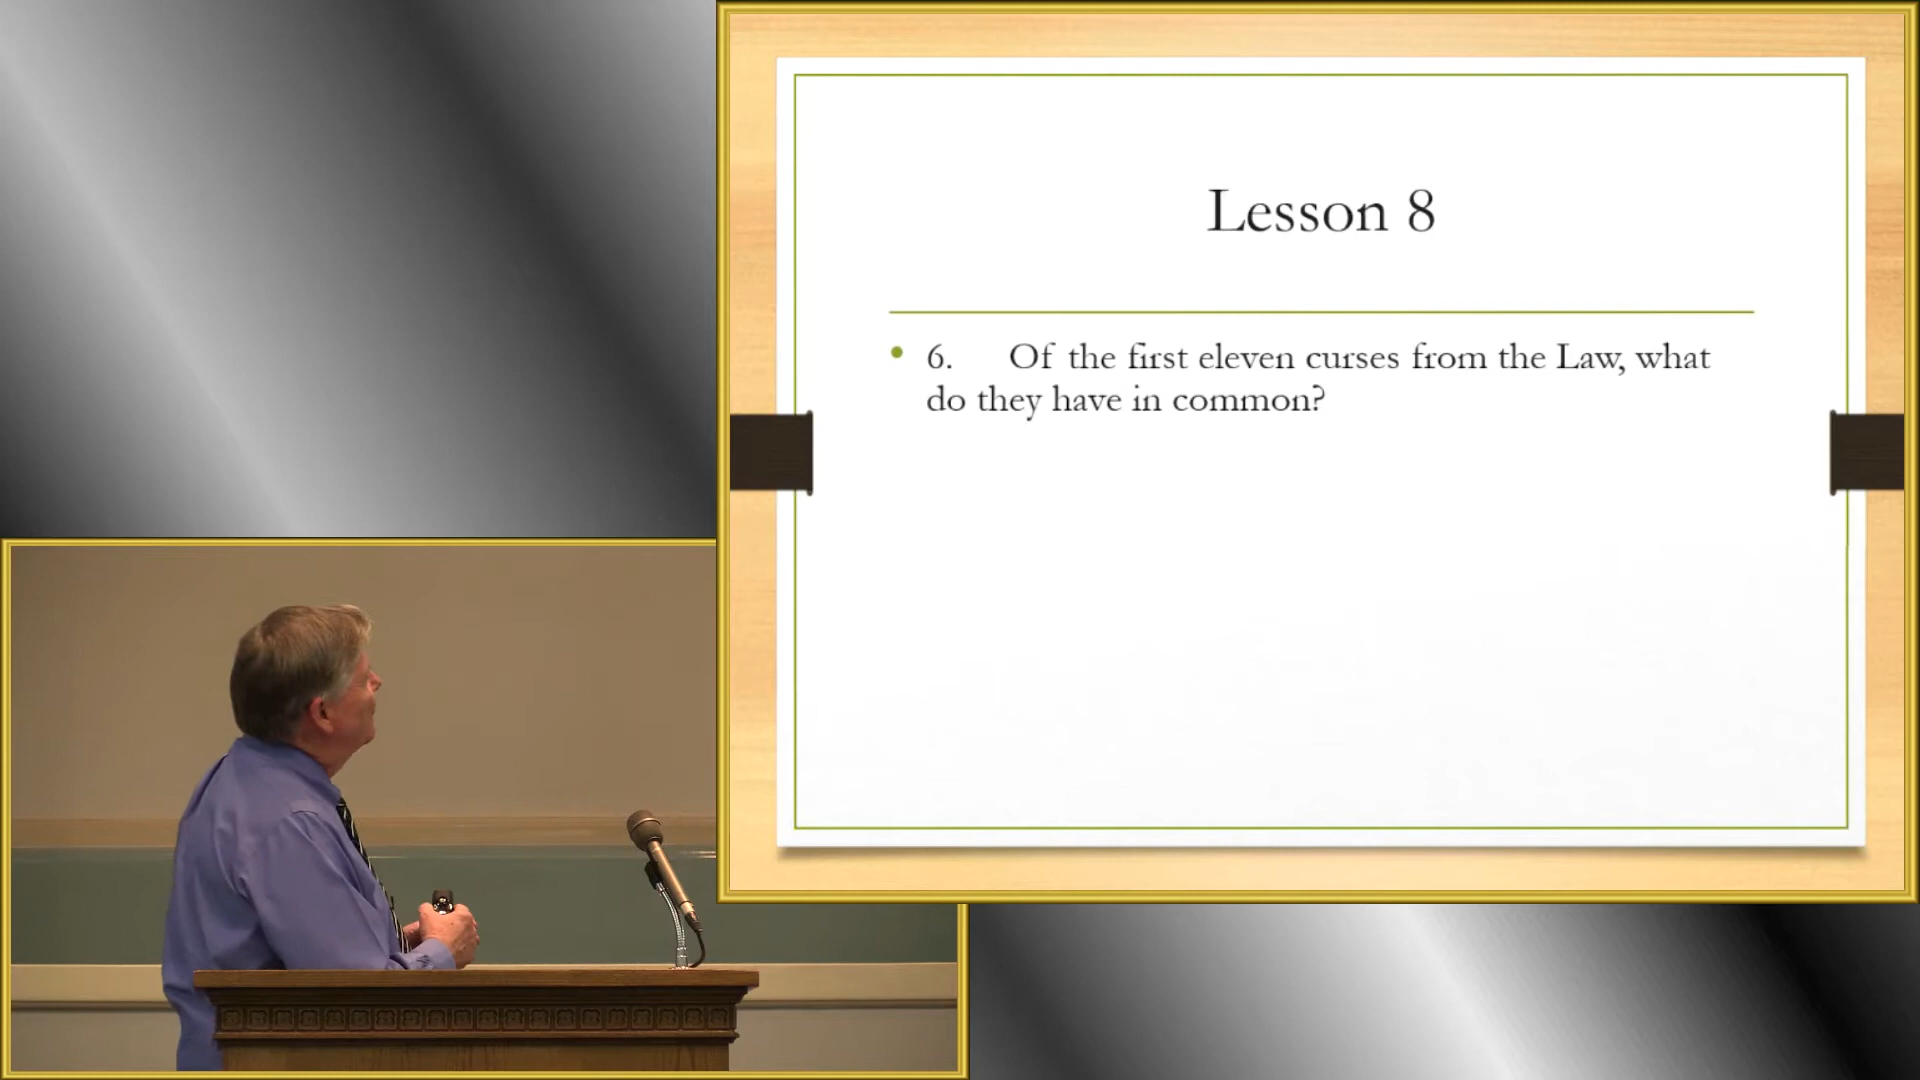 Lesson 8
6. Of the first eleven curses from the Law, what
do they have in common?